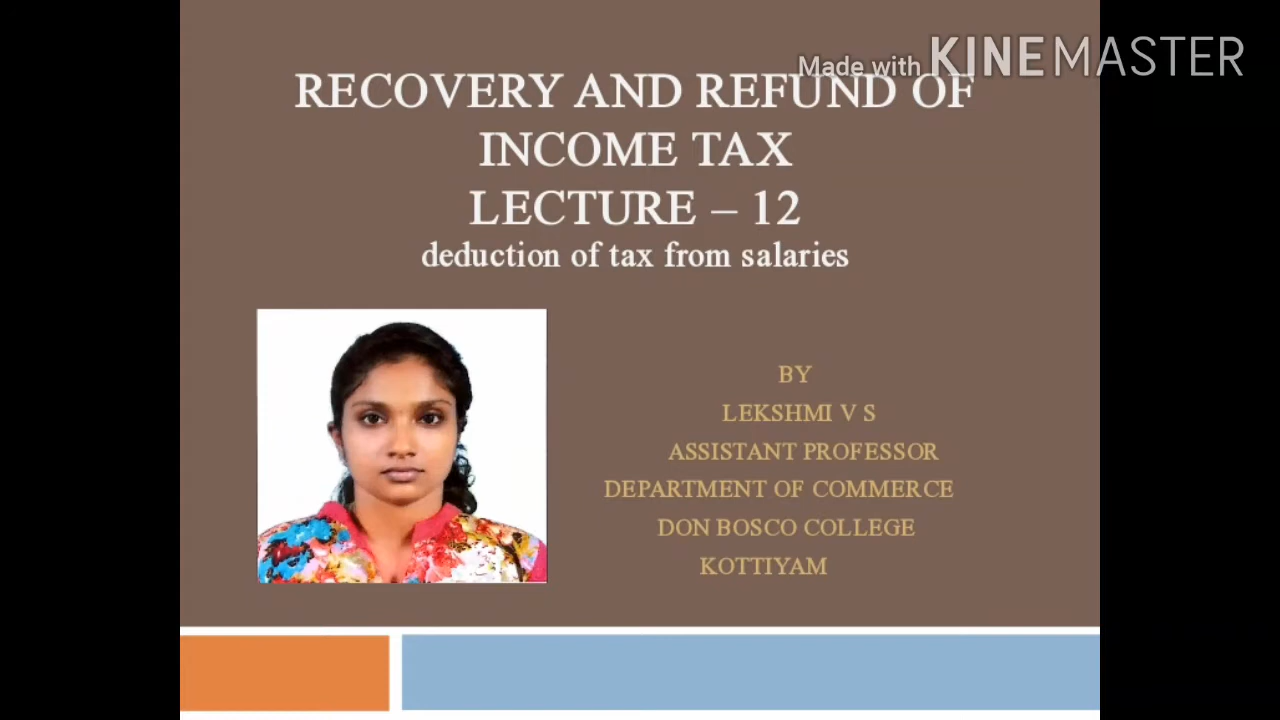 Made with KINEMASTER
RECOVERY AND REFUND OF
INCOME TAX
LECTURE – 12
deduction of tax from salaries
BY
LEKSHMI V S
ASSISTANT PROFESSOR
DEPARTMENT OF COMMERCE
DON BOSCO COLLEGE
KOTTIYAM